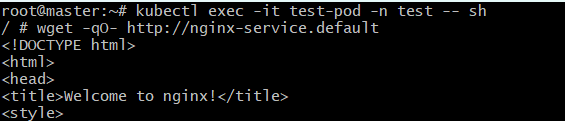 root@master:~# kubectl exec -it test-pod -n test -- sh
/ # wget -qO- http://nginx-service.default
<!DOCTYPE html>
<html>
<head>
<title>Welcome to nginx!</title>
<style>